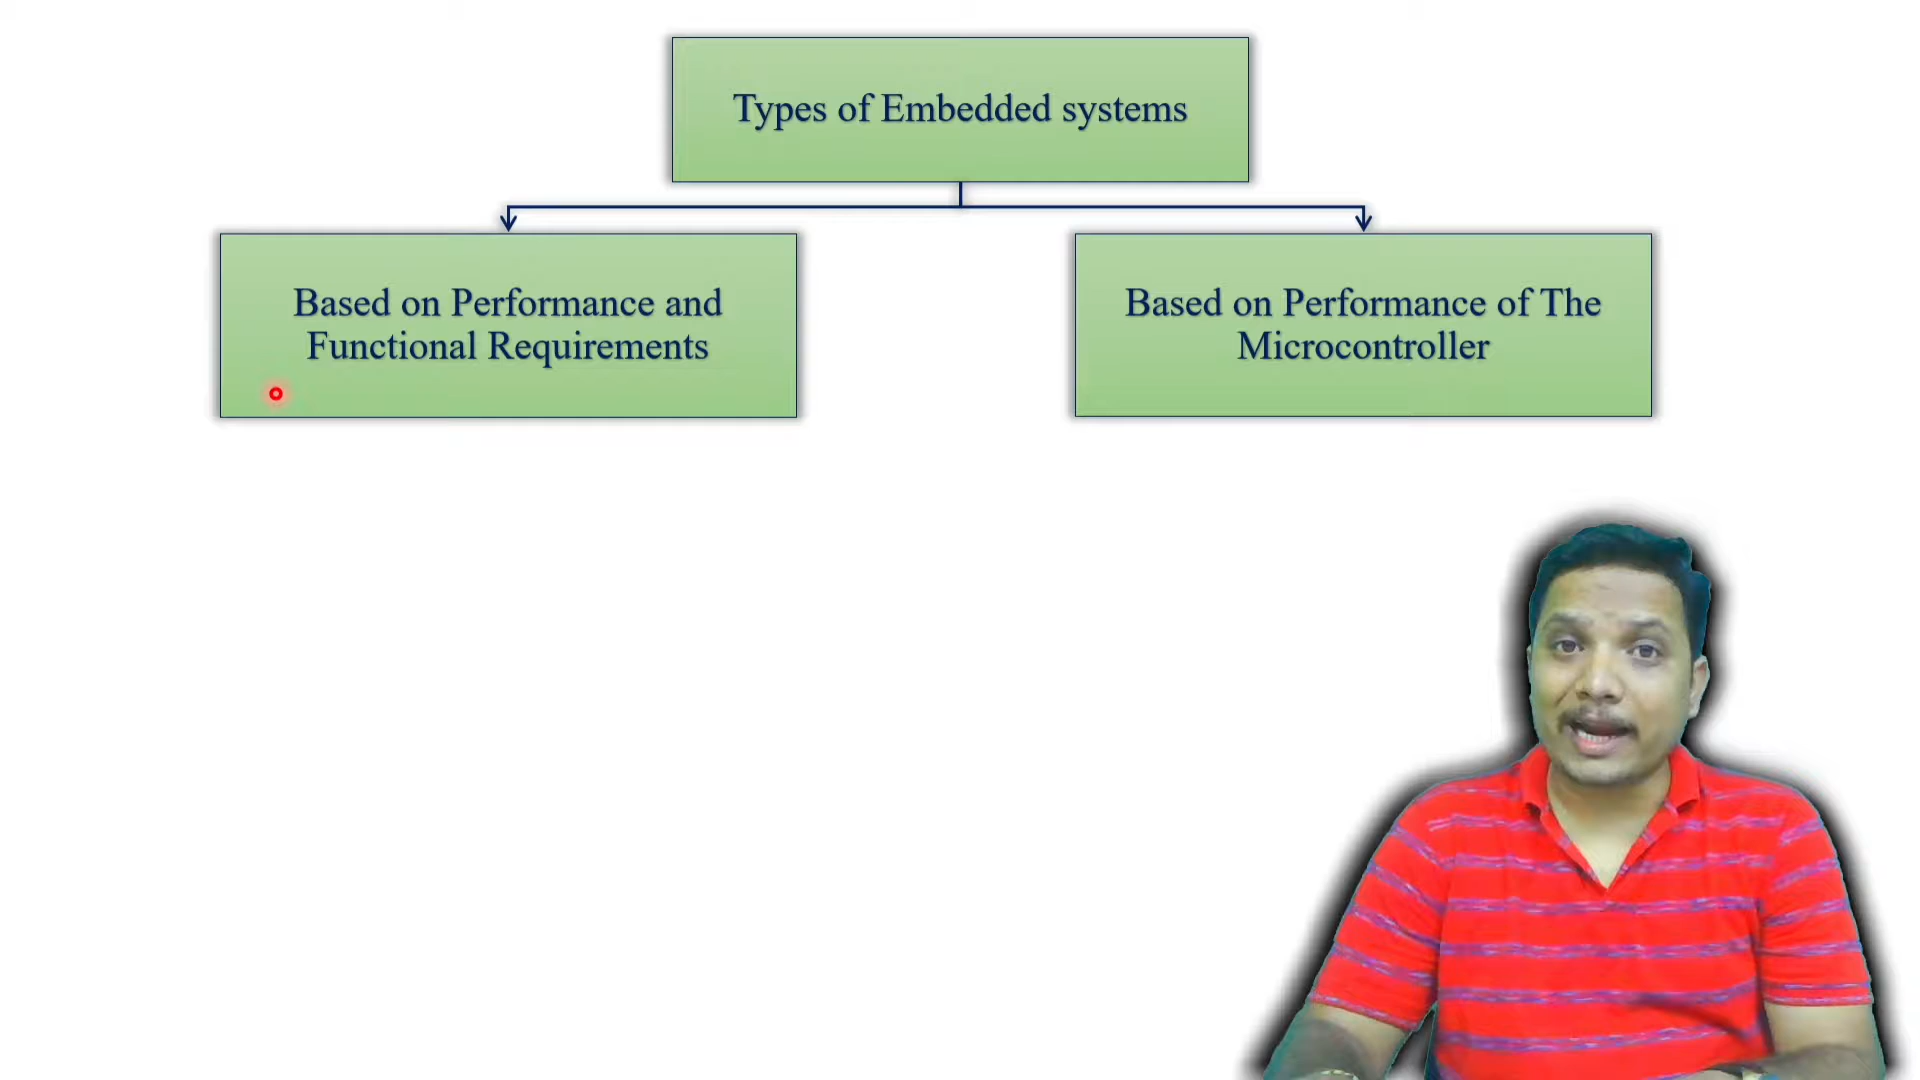 Types of Embedded systems
Based on Performance and
Functional Requirements
Based on Performance of The
Microcontroller